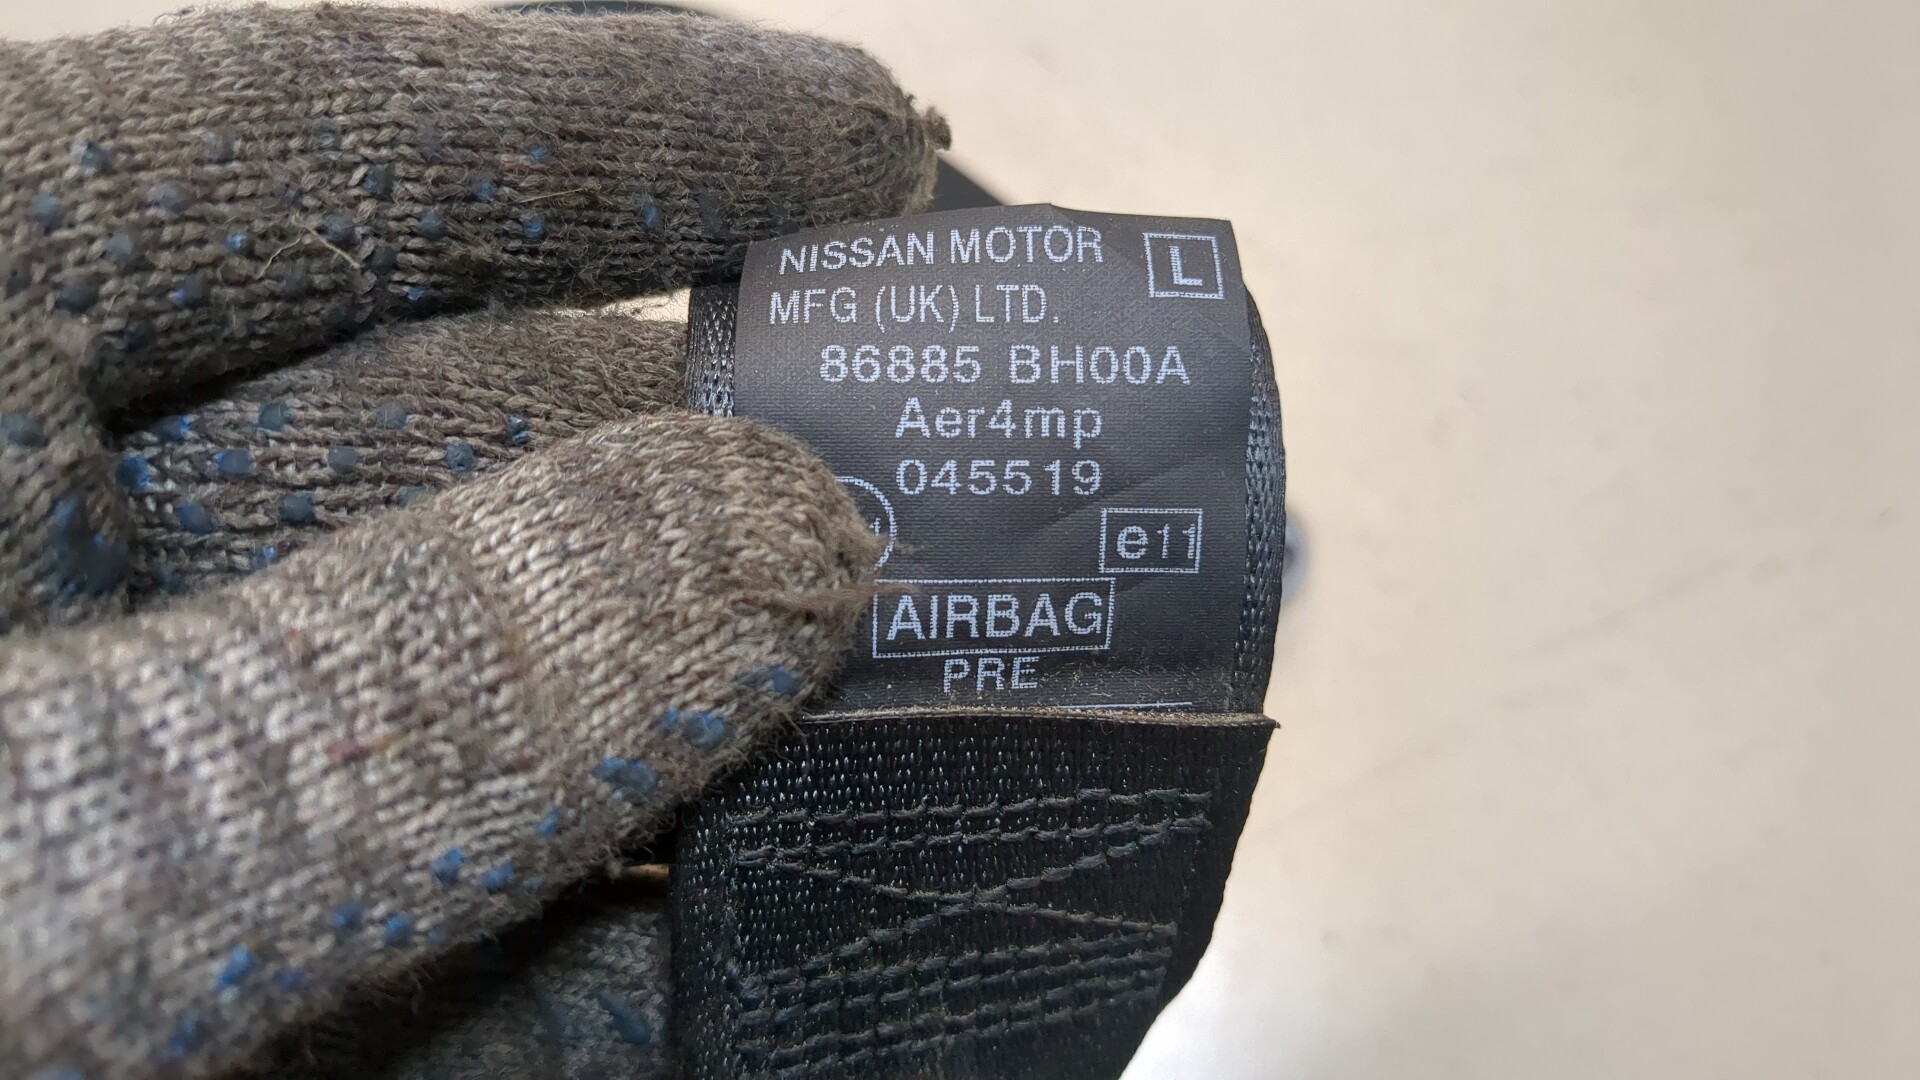 NISSAN MOTOR L
MFG (UK) LTD.
86885 BH00A
Aer4mp
045519
e11
AIRBAG
PRE